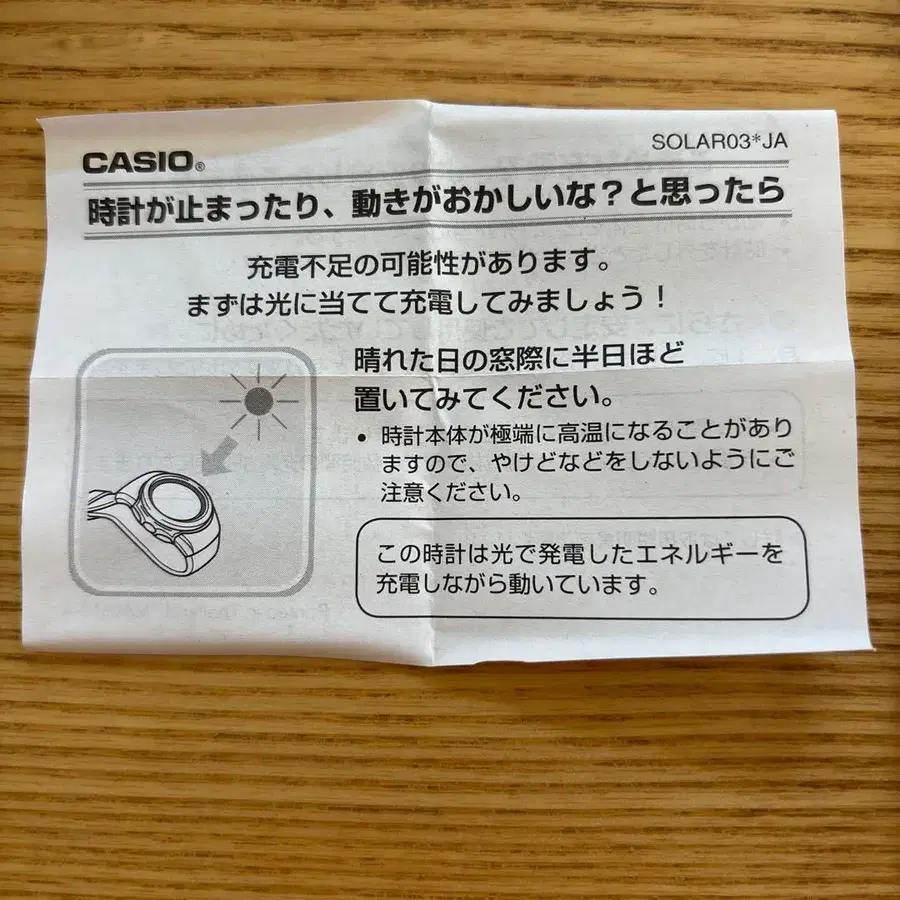 CASIO®
SOLAR03*JA
時計が止まったり、動きがおかしいな？と思ったら
充電不足の可能性があります。
まずは光に当てて充電してみましょう！
晴れた日の窓際に半日ほど
置いてみてください。
• 時計本体が極端に高温になることがあり
ますので、やけどなどをしないようにご
注意ください。
この時計は光で発電したエネルギーを
充電しながら動いています。